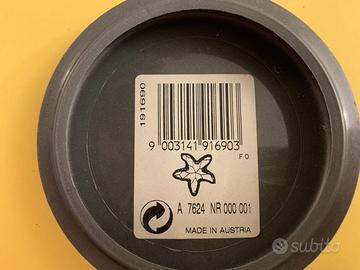 191690
9 003141 916903
F0
A 7624 NR 000 001
MADE IN AUSTRIA
subito